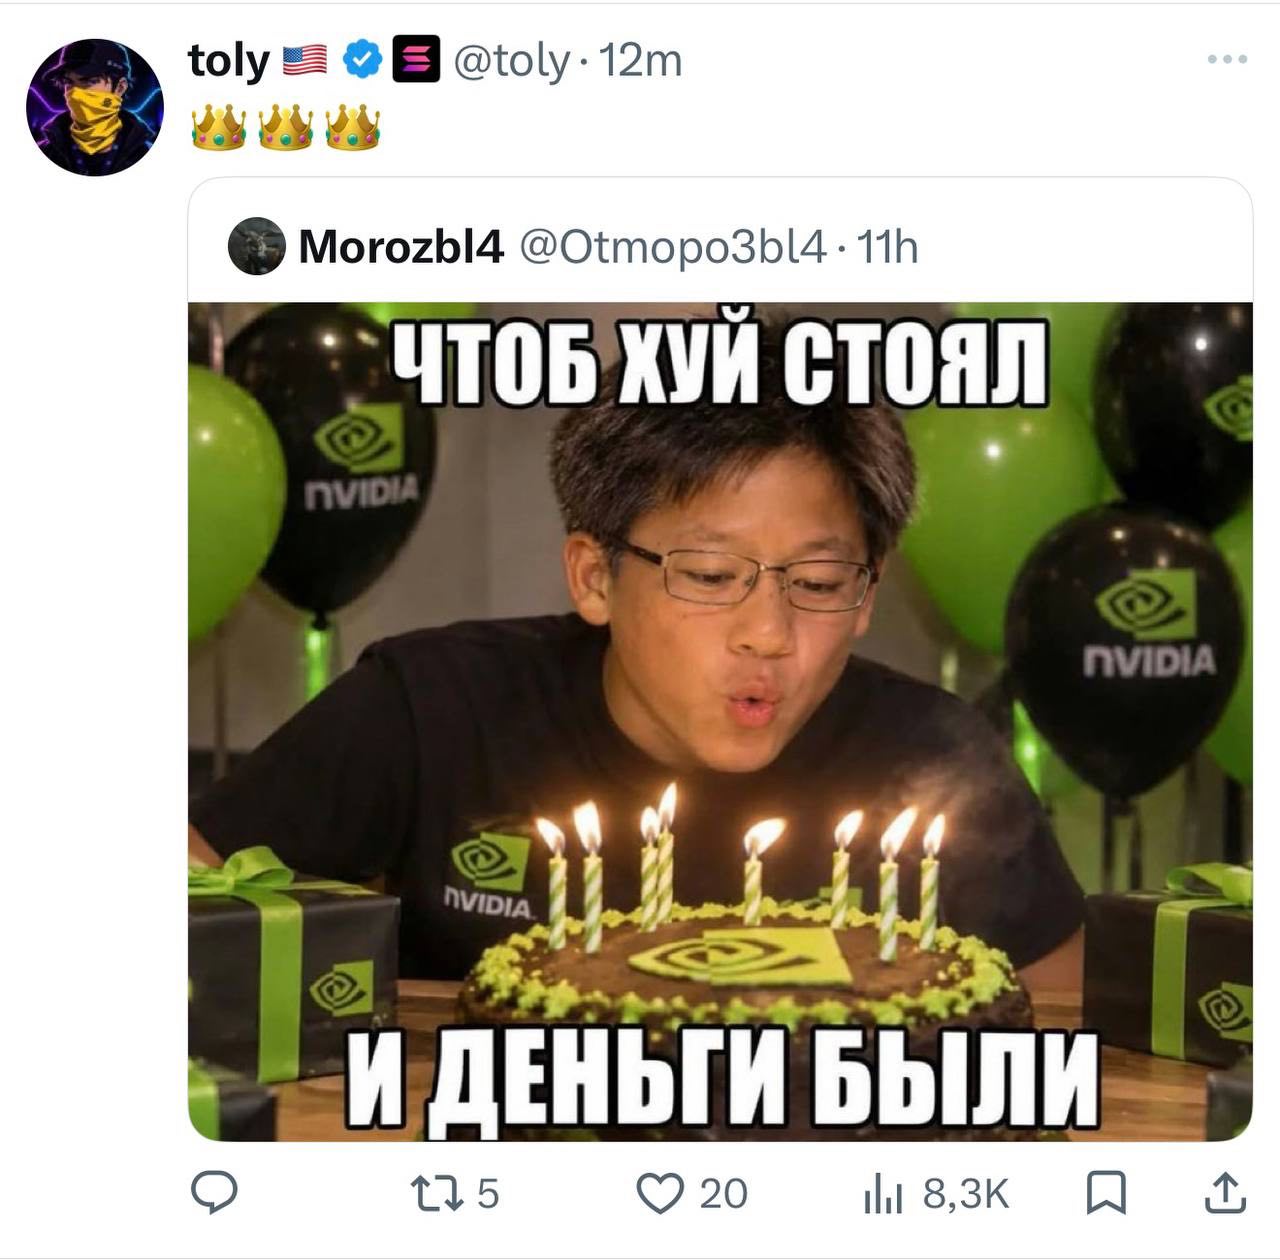 toly 🇺🇸 @toly · 12m
👑👑👑
Morozbl4 @Otmopo3bl4 · 11h
ЧТОБ ХУЙ СТОЯЛ
NVIDIA
NVIDIA
NVIDIA
И ДЕНЬГИ БЫЛИ
5 20 8,3K